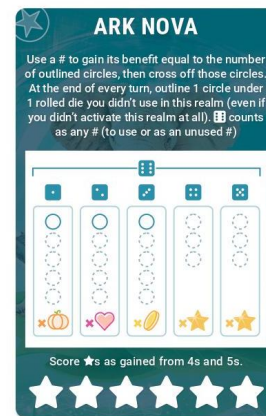 ARK NOVA
Use a # to gain its benefit equal to the number
of outlined circles, then cross off those circles.
At the end of every turn, outline 1 circle under
1 rolled die you didn't use in this realm (even if
you didn't activate this realm at all). ⚅ counts
as any # (to use or as an unused #)
×
×
×
×
×
Score ★s as gained from 4s and 5s.